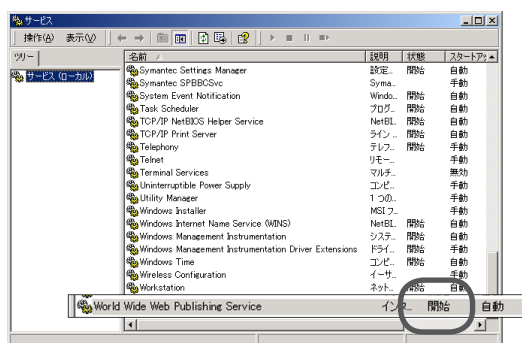 サービス
操作(A) 表示(V)
ツリー
サービス (ローカル)
名前 説明 状態 スタートアッ
Symantec Settings Manager 設定... 開始 自動
Symantec SPBBCSvc Syma... 手動
System Event Notification Windo... 開始 自動
Task Scheduler プログ... 開始 自動
TCP/IP NetBIOS Helper Service NetBI... 開始 自動
TCP/IP Print Server ライン ... 開始 自動
Telephony テレフ... 開始 手動
Telnet リモー... 手動
Terminal Services マルチ... 無効
Uninterruptible Power Supply コンピ... 手動
Utility Manager 1 つの... 手動
Windows Installer MSI フ... 手動
Windows Internet Name Service (WINS) NetBI... 開始 自動
Windows Management Instrumentation システ... 開始 自動
Windows Management Instrumentation Driver Extensions ドライ... 開始 手動
Windows Time コンピ... 開始 自動
Wireless Configuration イーサ... 手動
Workstation ネット... 開始 自動
World Wide Web Publishing Service インタ... 開始 自動